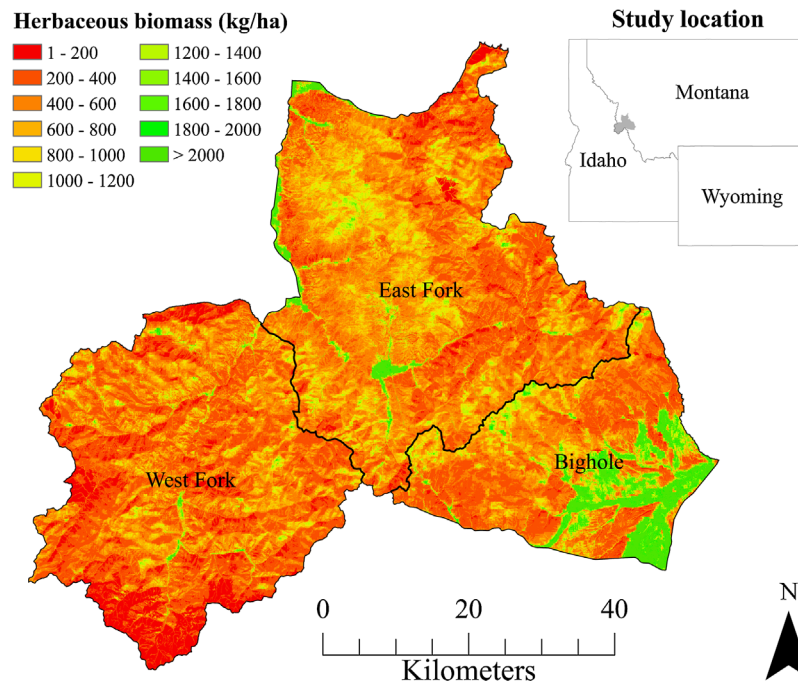 Herbaceous biomass (kg/ha)
1 - 200
200 - 400
400 - 600
600 - 800
800 - 1000
1000 - 1200
1200 - 1400
1400 - 1600
1600 - 1800
1800 - 2000
> 2000
Study location
Montana
Idaho
Wyoming
East Fork
West Fork
Bighole
0 20 40
Kilometers
N